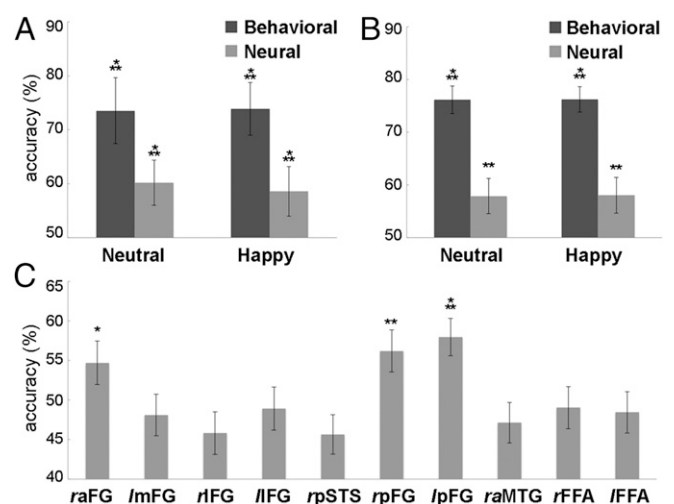 A
90
80
70
60
50
accuracy (%)
Behavioral
Neural
***
***
***
***
Neutral
Happy
B
90
80
70
60
50
Behavioral
Neural
***
**
***
**
Neutral
Happy
C
65
60
55
50
45
40
accuracy (%)
*
**
***
raFG lmFG rIFG lIFG rpSTS rpFG lpFG raMTG rFFA lFFA